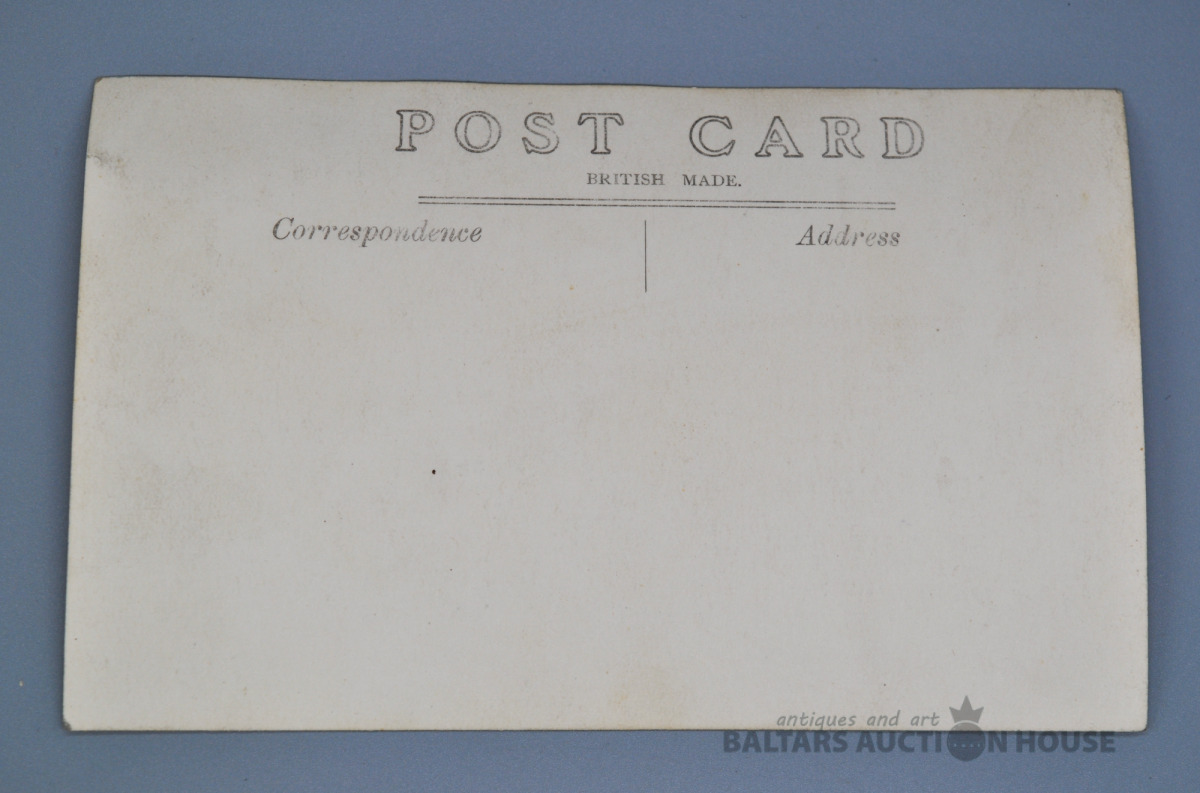 POST CARD
BRITISH MADE.
Correspondence
Address
antiques and art
BALTARS AUCTION HOUSE